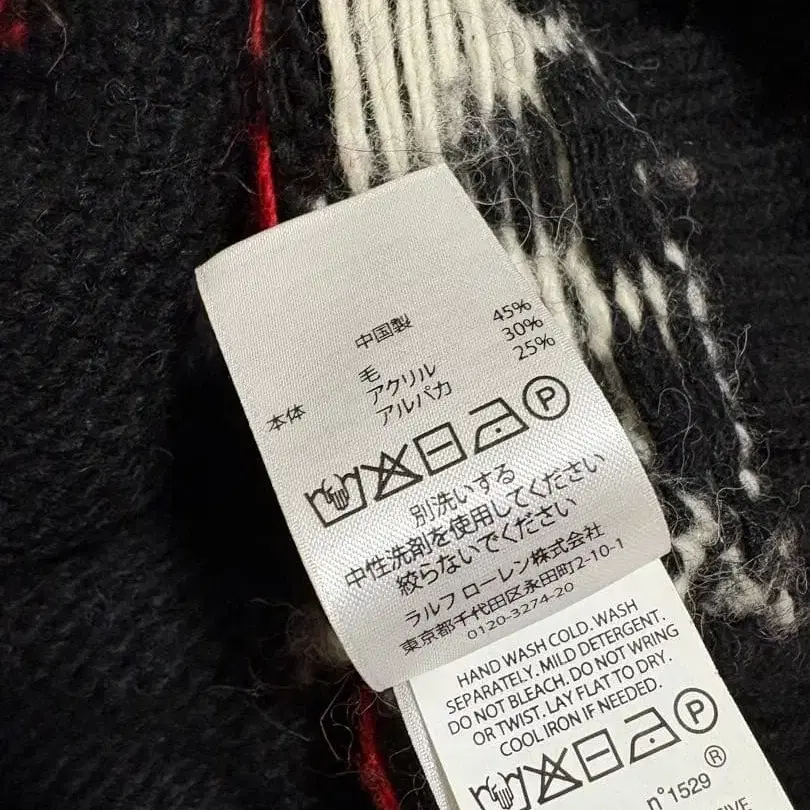 中国製
本体
毛 45%
アクリル 30%
アルパカ 25%
P
別洗いする
中性洗剤を使用してください
絞らないでください
ラルフ ローレン株式会社
東京都千代田区永田町2-10-1
0120-3274-20
HAND WASH COLD. WASH
SEPARATELY. MILD DETERGENT.
DO NOT BLEACH. DO NOT WRING
OR TWIST. LAY FLAT TO DRY.
COOL IRON IF NEEDED.
P
®
n°1529